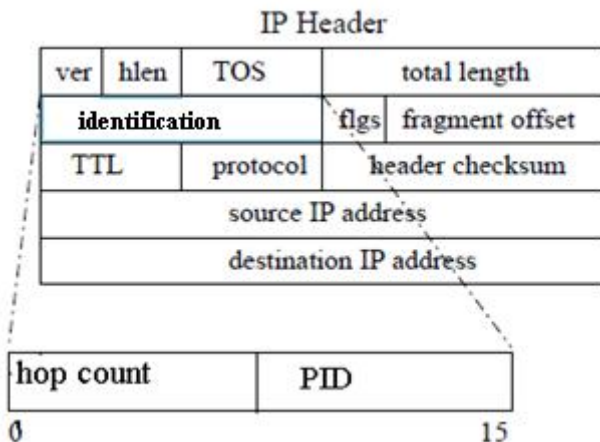 IP Header
ver hlen TOS total length
identification flgs fragment offset
TTL protocol header checksum
source IP address
destination IP address
hop count PID
0 15